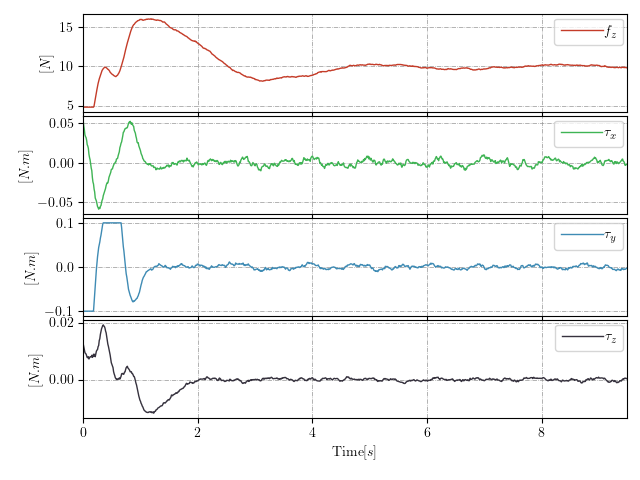 15
10
5
[N]
f_z
0.05
0.00
−0.05
[N.m]
τ_x
0.1
0.0
−0.1
[N.m]
τ_y
0.02
0.00
[N.m]
τ_z
0 2 4 6 8
Time[s]